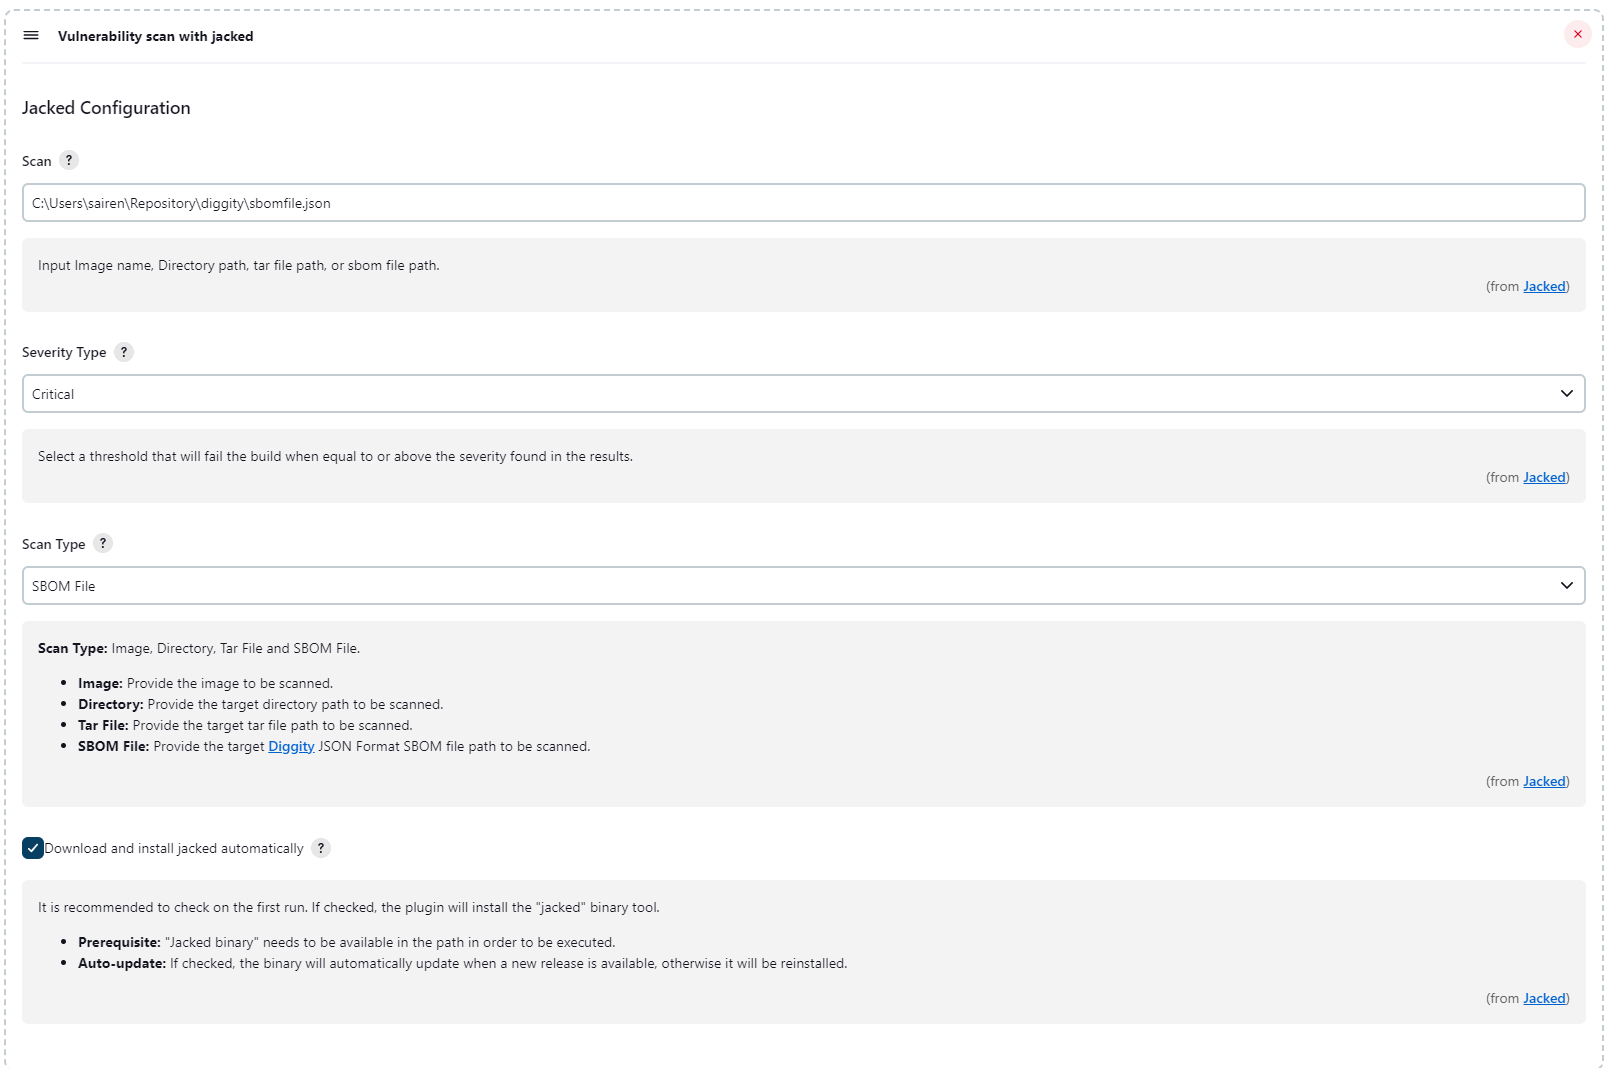 Vulnerability scan with jacked
Jacked Configuration
Scan ?
C:\Users\sairen\Repository\diggity\sbomfile.json
Input Image name, Directory path, tar file path, or sbom file path.
(from Jacked)
Severity Type ?
Critical
Select a threshold that will fail the build when equal to or above the severity found in the results.
(from Jacked)
Scan Type ?
SBOM File
Scan Type: Image, Directory, Tar File and SBOM File.
• Image: Provide the image to be scanned.
• Directory: Provide the target directory path to be scanned.
• Tar File: Provide the target tar file path to be scanned.
• SBOM File: Provide the target Diggity JSON Format SBOM file path to be scanned.
(from Jacked)
Download and install jacked automatically ?
It is recommended to check on the first run. If checked, the plugin will install the "jacked" binary tool.
• Prerequisite: "Jacked binary" needs to be available in the path in order to be executed.
• Auto-update: If checked, the binary will automatically update when a new release is available, otherwise it will be reinstalled.
(from Jacked)